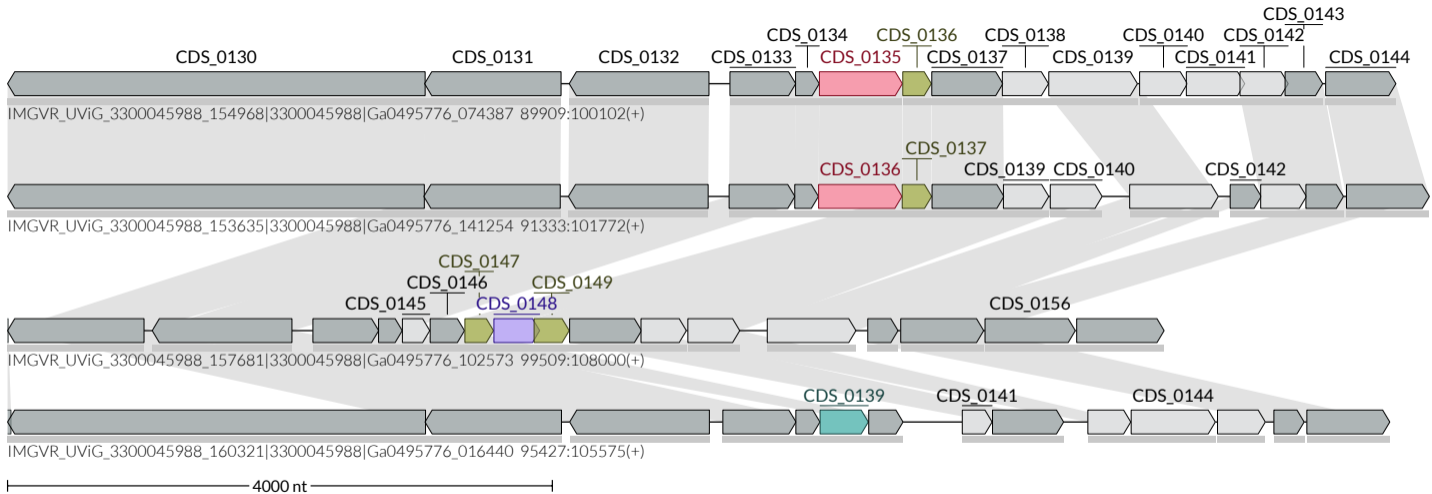 CDS_0143
CDS_0134 CDS_0136 CDS_0138 CDS_0140 CDS_0142
CDS_0130 CDS_0131 CDS_0132 CDS_0133 CDS_0135 CDS_0137 CDS_0139 CDS_0141 CDS_0144
IMGVR_UViG_3300045988_154968|3300045988|Ga0495776_074387 89909:100102(+)
CDS_0137
CDS_0136 CDS_0139 CDS_0140 CDS_0142
IMGVR_UViG_3300045988_153635|3300045988|Ga0495776_141254 91333:101772(+)
CDS_0147
CDS_0146 CDS_0149
CDS_0145 CDS_0148 CDS_0156
IMGVR_UViG_3300045988_157681|3300045988|Ga0495776_102573 99509:108000(+)
CDS_0139 CDS_0141 CDS_0144
IMGVR_UViG_3300045988_160321|3300045988|Ga0495776_016440 95427:105575(+)
4000 nt